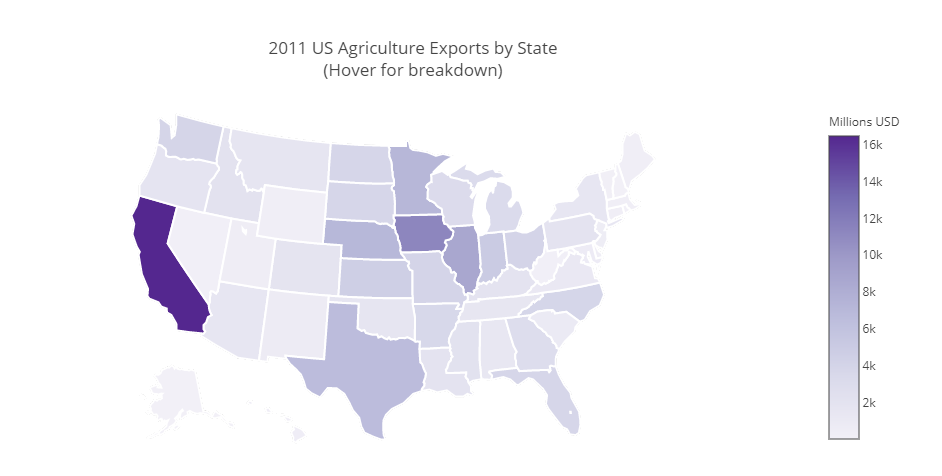 2011 US Agriculture Exports by State
(Hover for breakdown)
Millions USD
16k
14k
12k
10k
8k
6k
4k
2k